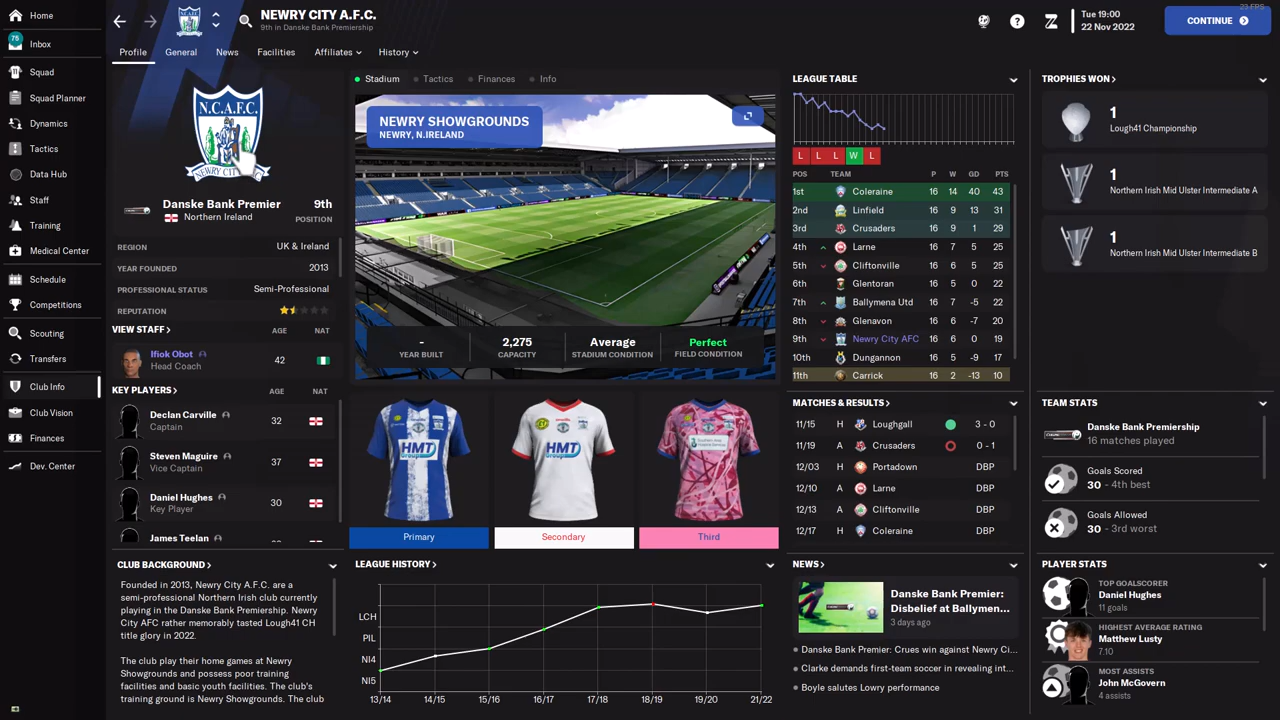 Home
75
Inbox
Squad
Squad Planner
Dynamics
Tactics
Data Hub
Staff
Training
Medical Center
Schedule
Competitions
Scouting
Transfers
Club Info
Club Vision
Finances
Dev. Center
NEWRY CITY A.F.C.
9th in Danske Bank Premiership
23 FPS
Tue 19:00
22 Nov 2022
CONTINUE
Profile
General
News
Facilities
Affiliates
History
N.C.A.F.C.
NEWRY CITY
Danske Bank Premier
9th
Northern Ireland
POSITION
REGION
UK & Ireland
YEAR FOUNDED
2013
PROFESSIONAL STATUS
Semi-Professional
REPUTATION
VIEW STAFF >
AGE
NAT
Ifiok Obot
Head Coach
42
KEY PLAYERS >
AGE
NAT
Declan Carville
Captain
32
Steven Maguire
Vice Captain
37
Daniel Hughes
Key Player
30
James Teelan
CLUB BACKGROUND >
Founded in 2013, Newry City A.F.C. are a
semi-professional Northern Irish club currently
playing in the Danske Bank Premiership. Newry
City AFC rather memorably tasted Lough41 CH
title glory in 2022.
The club play their home games at Newry
Showgrounds and possess poor training
facilities and basic youth facilities. The club's
training ground is Newry Showgrounds. The club
Stadium
Tactics
Finances
Info
NEWRY SHOWGROUNDS
NEWRY, N.IRELAND
-
YEAR BUILT
2,275
CAPACITY
Average
STADIUM CONDITION
Perfect
FIELD CONDITION
HMT
Group
HMT
Group
Primary
Secondary
Third
LEAGUE HISTORY >
LCH
PIL
NI4
NI5
13/14 14/15 15/16 16/17 17/18 18/19 19/20 21/22
LEAGUE TABLE
L L L W L
POS TEAM P W GD PTS
1st Coleraine 16 14 40 43
2nd Linfield 16 9 13 31
3rd Crusaders 16 9 1 29
4th Larne 16 7 5 25
5th Cliftonville 16 6 5 25
6th Glentoran 16 5 0 22
7th Ballymena Utd 16 7 -5 22
8th Glenavon 16 6 -7 20
9th Newry City AFC 16 6 0 19
10th Dungannon 16 5 -9 17
11th Carrick 16 2 -13 10
MATCHES & RESULTS >
11/15 H Loughgall 3 - 0
11/19 A Crusaders 0 - 1
12/03 H Portadown DBP
12/10 A Larne DBP
12/13 A Cliftonville DBP
12/17 H Coleraine DBP
NEWS >
Danske Bank Premier:
Disbelief at Ballymen...
3 days ago
Danske Bank Premier: Crues win against Newry Ci...
Clarke demands first-team soccer in revealing int...
Boyle salutes Lowry performance
TROPHIES WON >
1
Lough41 Championship
1
Northern Irish Mid Ulster Intermediate A
1
Northern Irish Mid Ulster Intermediate B
TEAM STATS
Danske Bank Premiership
16 matches played
Goals Scored
30 - 4th best
Goals Allowed
30 - 3rd worst
PLAYER STATS
TOP GOALSCORER
Daniel Hughes
11 goals
HIGHEST AVERAGE RATING
Matthew Lusty
7.10
MOST ASSISTS
John McGovern
4 assists